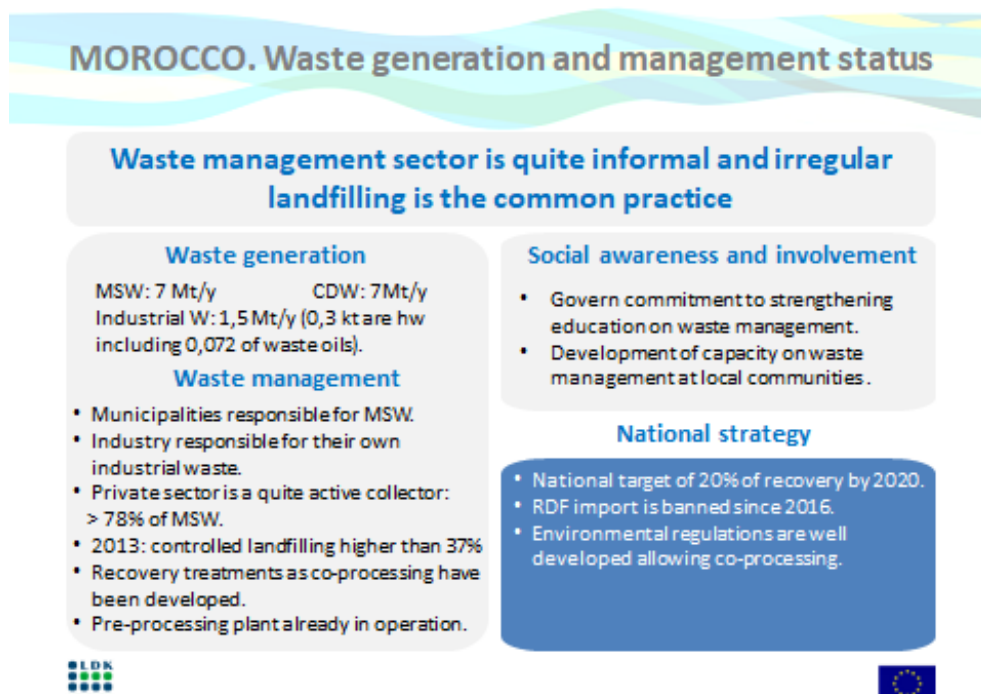 MOROCCO. Waste generation and management status
Waste management sector is quite informal and irregular
landfilling is the common practice
Waste generation
MSW: 7 Mt/y CDW: 7Mt/y
Industrial W: 1,5 Mt/y (0,3 kt are hw
including 0,072 of waste oils).
Waste management
• Municipalities responsible for MSW.
• Industry responsible for their own
industrial waste.
• Private sector is a quite active collector:
> 78% of MSW.
• 2013: controlled landfilling higher than 37%
• Recovery treatments as co-processing have
been developed.
• Pre-processing plant already in operation.
Social awareness and involvement
• Govern commitment to strengthening
education on waste management.
• Development of capacity on waste
management at local communities.
National strategy
• National target of 20% of recovery by 2020.
• RDF import is banned since 2016.
• Environmental regulations are well
developed allowing co-processing.
LDK